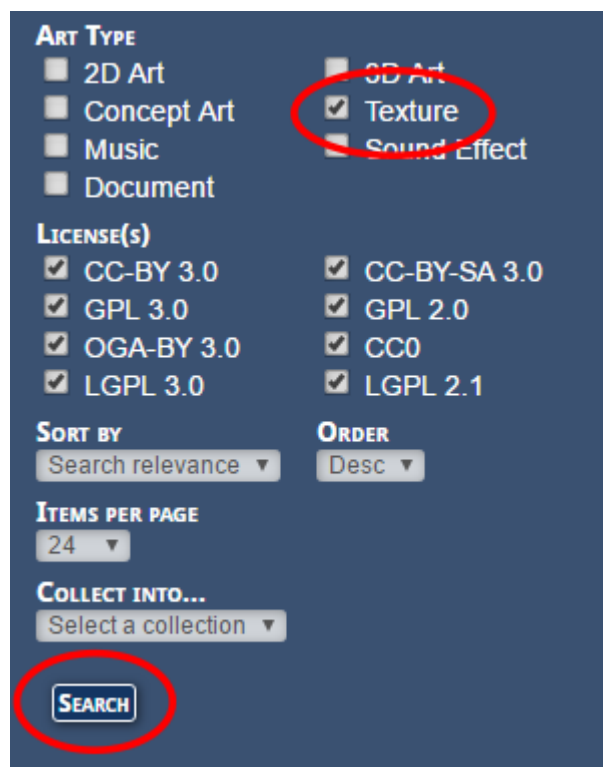 Art Type
2D Art 3D Art
Concept Art Texture
Music Sound Effect
Document
License(s)
CC-BY 3.0 CC-BY-SA 3.0
GPL 3.0 GPL 2.0
OGA-BY 3.0 CC0
LGPL 3.0 LGPL 2.1
Sort by Order
Search relevance Desc
Items per page
24
Collect into...
Select a collection
Search